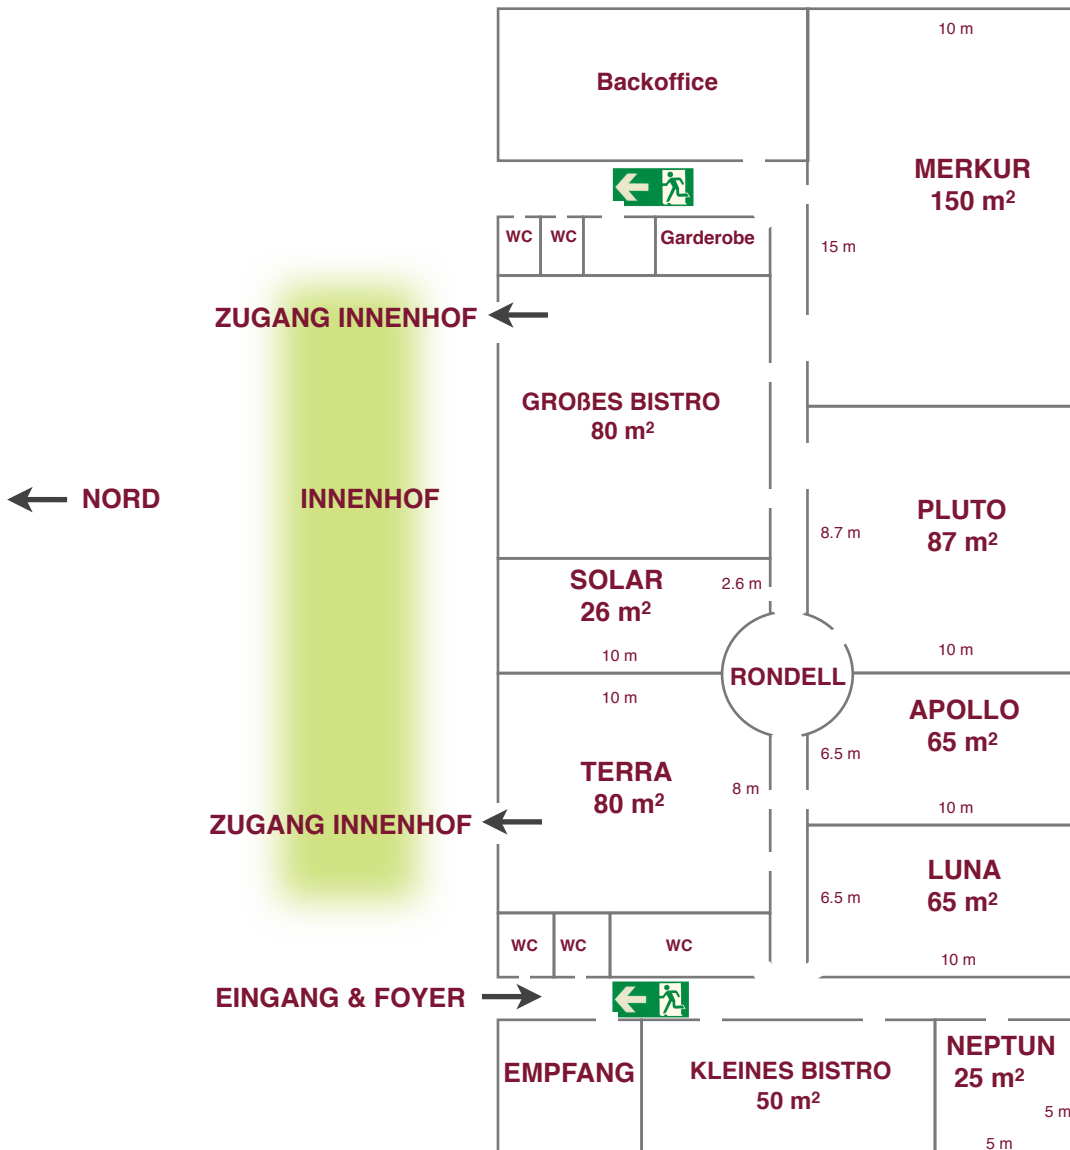 10 m
Backoffice
MERKUR
150 m²
15 m
WC
WC
Garderobe
ZUGANG INNENHOF
GROßES BISTRO
80 m²
NORD
INNENHOF
PLUTO
87 m²
8.7 m
SOLAR
26 m²
2.6 m
10 m
10 m
RONDELL
10 m
APOLLO
65 m²
6.5 m
TERRA
80 m²
8 m
10 m
ZUGANG INNENHOF
LUNA
65 m²
6.5 m
WC
WC
WC
10 m
EINGANG & FOYER
EMPFANG
KLEINES BISTRO
50 m²
NEPTUN
25 m²
5 m
5 m